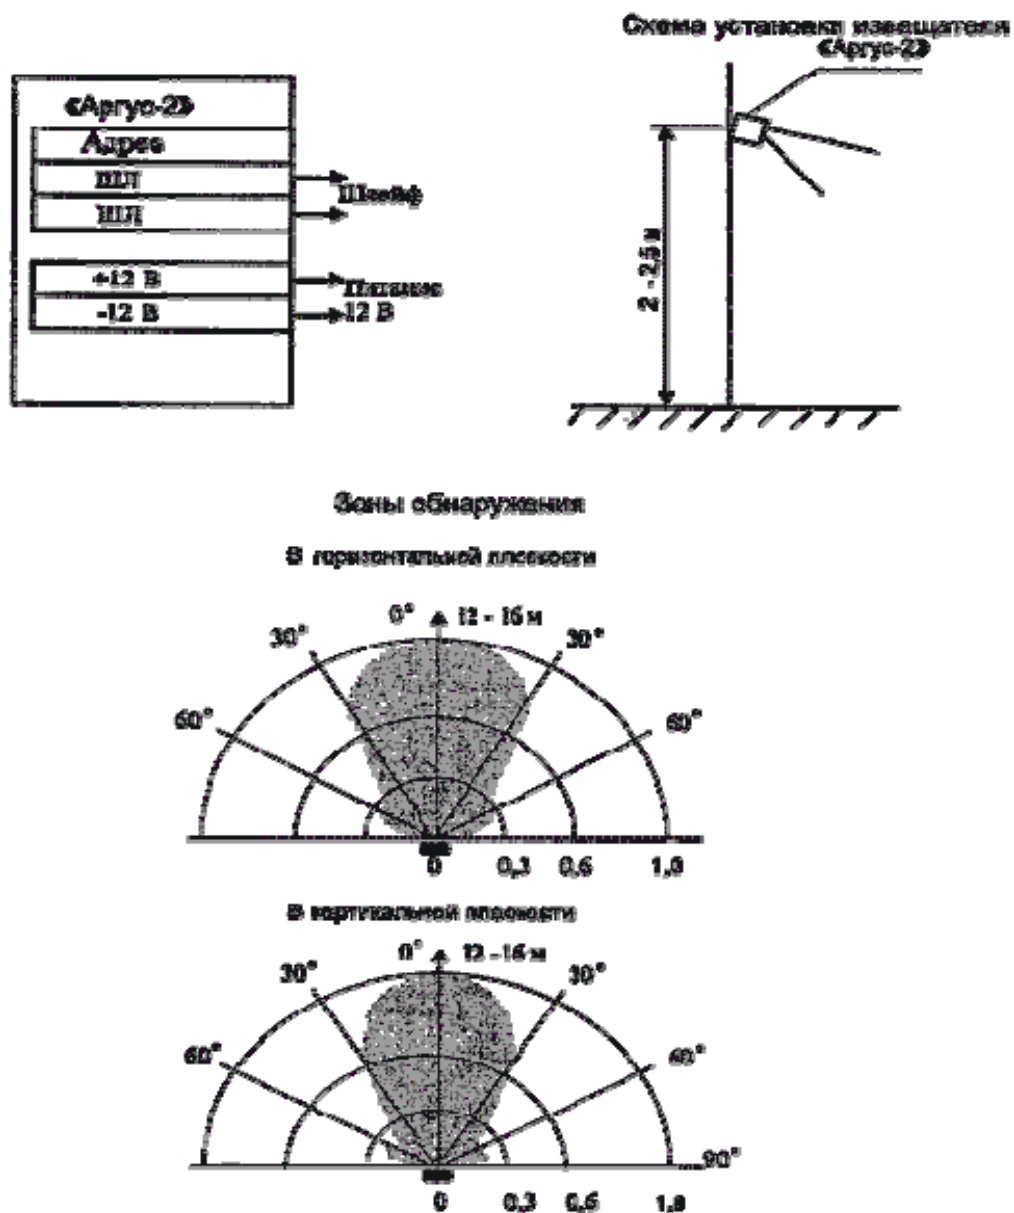 Схема установки извещателя
«Аргус-2»
«Аргус-2»
Адрес
ШЛ
ШЛ
Шлейф
+12 В
-12 В
Питание
12 В
2 - 2,5 м
Зоны обнаружения
В горизонтальной плоскости
0°
12 - 16 м
30°
30°
60°
60°
0
0,3
0,6
1,0
В вертикальной плоскости
0°
12 - 16 м
30°
30°
60°
60°
90°
0
0,3
0,6
1,0